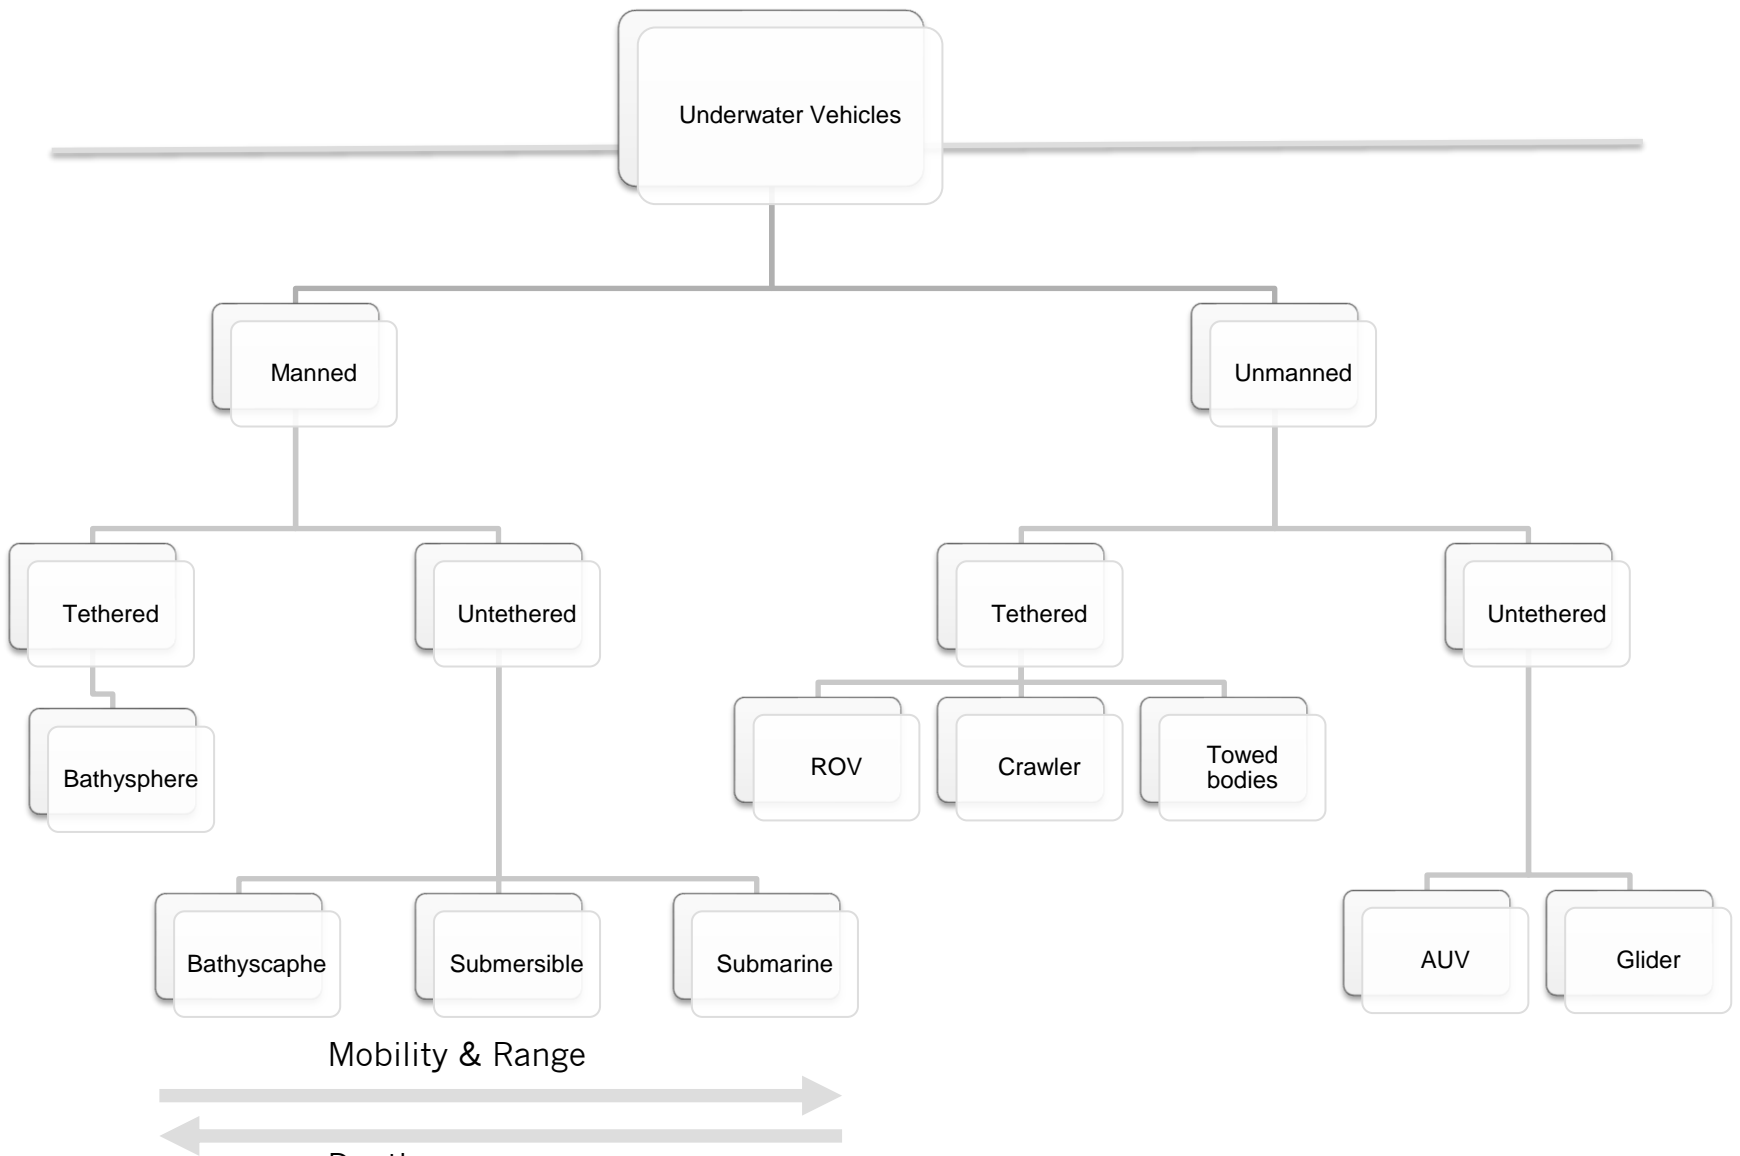 Underwater Vehicles
Manned
Unmanned
Tethered
Untethered
Tethered
Untethered
Bathysphere
ROV
Crawler
Towed
bodies
Bathyscaphe
Submersible
Submarine
AUV
Glider
Mobility & Range